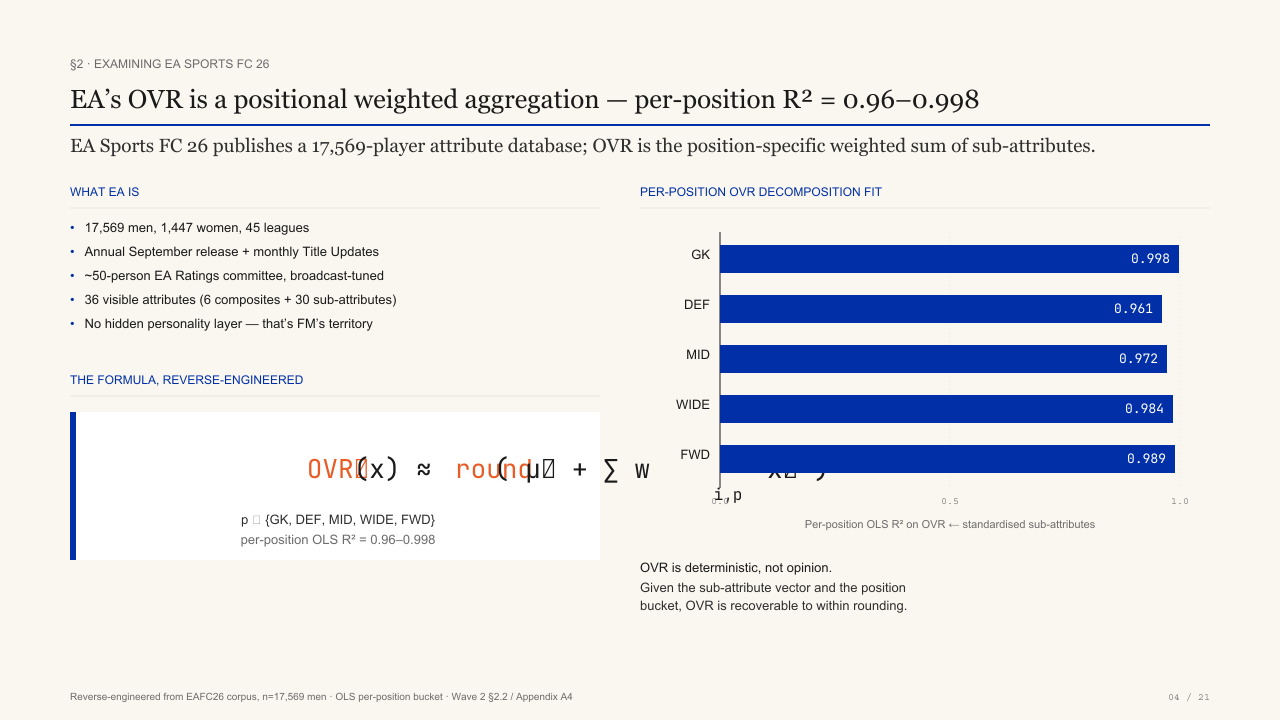 §2 · EXAMINING EA SPORTS FC 26
EA’s OVR is a positional weighted aggregation — per-position R² = 0.96–0.998
EA Sports FC 26 publishes a 17,569-player attribute database; OVR is the position-specific weighted sum of sub-attributes.
WHAT EA IS
• 17,569 men, 1,447 women, 45 leagues
• Annual September release + monthly Title Updates
• ~50-person EA Ratings committee, broadcast-tuned
• 36 visible attributes (6 composites + 30 sub-attributes)
• No hidden personality layer — that’s FM’s territory
THE FORMULA, REVERSE-ENGINEERED
OVR (x) ≈ round ( μ + ∑ w
i,p
p {GK, DEF, MID, WIDE, FWD}
per-position OLS R² = 0.96–0.998
PER-POSITION OVR DECOMPOSITION FIT
GK 0.998
DEF 0.961
MID 0.972
WIDE 0.984
FWD 0.989
0.5 1.0
Per-position OLS R² on OVR ← standardised sub-attributes
OVR is deterministic, not opinion.
Given the sub-attribute vector and the position
bucket, OVR is recoverable to within rounding.
Reverse-engineered from EAFC26 corpus, n=17,569 men · OLS per-position bucket · Wave 2 §2.2 / Appendix A4
04 / 21